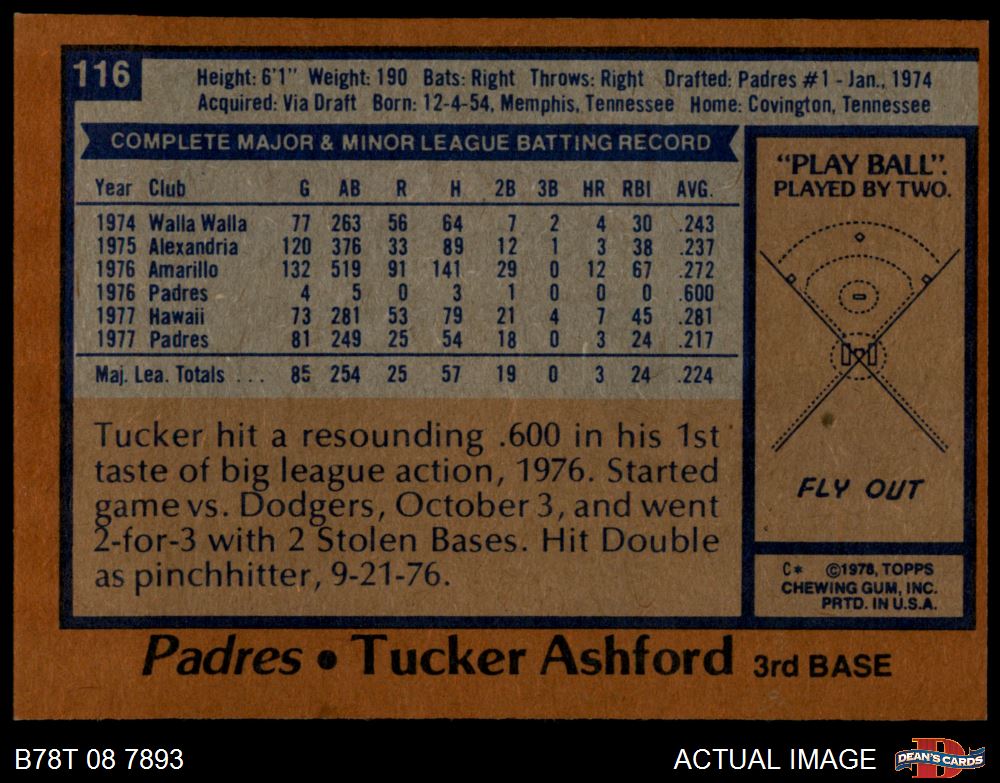 116
Height: 6'1" Weight: 190 Bats: Right Throws: Right Drafted: Padres #1 - Jan., 1974
Acquired: Via Draft Born: 12-4-54, Memphis, Tennessee Home: Covington, Tennessee
COMPLETE MAJOR & MINOR LEAGUE BATTING RECORD
Year Club G AB R H 2B 3B HR RBI AVG.
1974 Walla Walla 77 263 56 64 7 2 4 30 .243
1975 Alexandria 120 376 33 89 12 1 3 38 .237
1976 Amarillo 132 519 91 141 29 0 12 67 .272
1976 Padres 4 5 0 3 1 0 0 0 .600
1977 Hawaii 73 281 53 79 21 4 7 45 .281
1977 Padres 81 249 25 54 18 0 3 24 .217
Maj. Lea. Totals ... 85 254 25 57 19 0 3 24 .224
Tucker hit a resounding .600 in his 1st
taste of big league action, 1976. Started
game vs. Dodgers, October 3, and went
2-for-3 with 2 Stolen Bases. Hit Double
as pinchhitter, 9-21-76.
"PLAY BALL".
PLAYED BY TWO.
FLY OUT
C* ©1978, TOPPS
CHEWING GUM, INC.
PRTD. IN U.S.A.
Padres • Tucker Ashford 3rd BASE
B78T 08 7893
ACTUAL IMAGE
D
DEAN'S CARDS